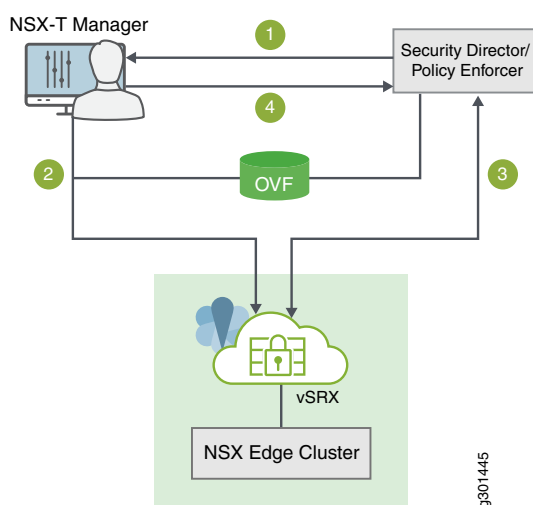 NSX-T Manager
1
Security Director/
Policy Enforcer
4
2
OVF
3
vSRX
NSX Edge Cluster
g301445